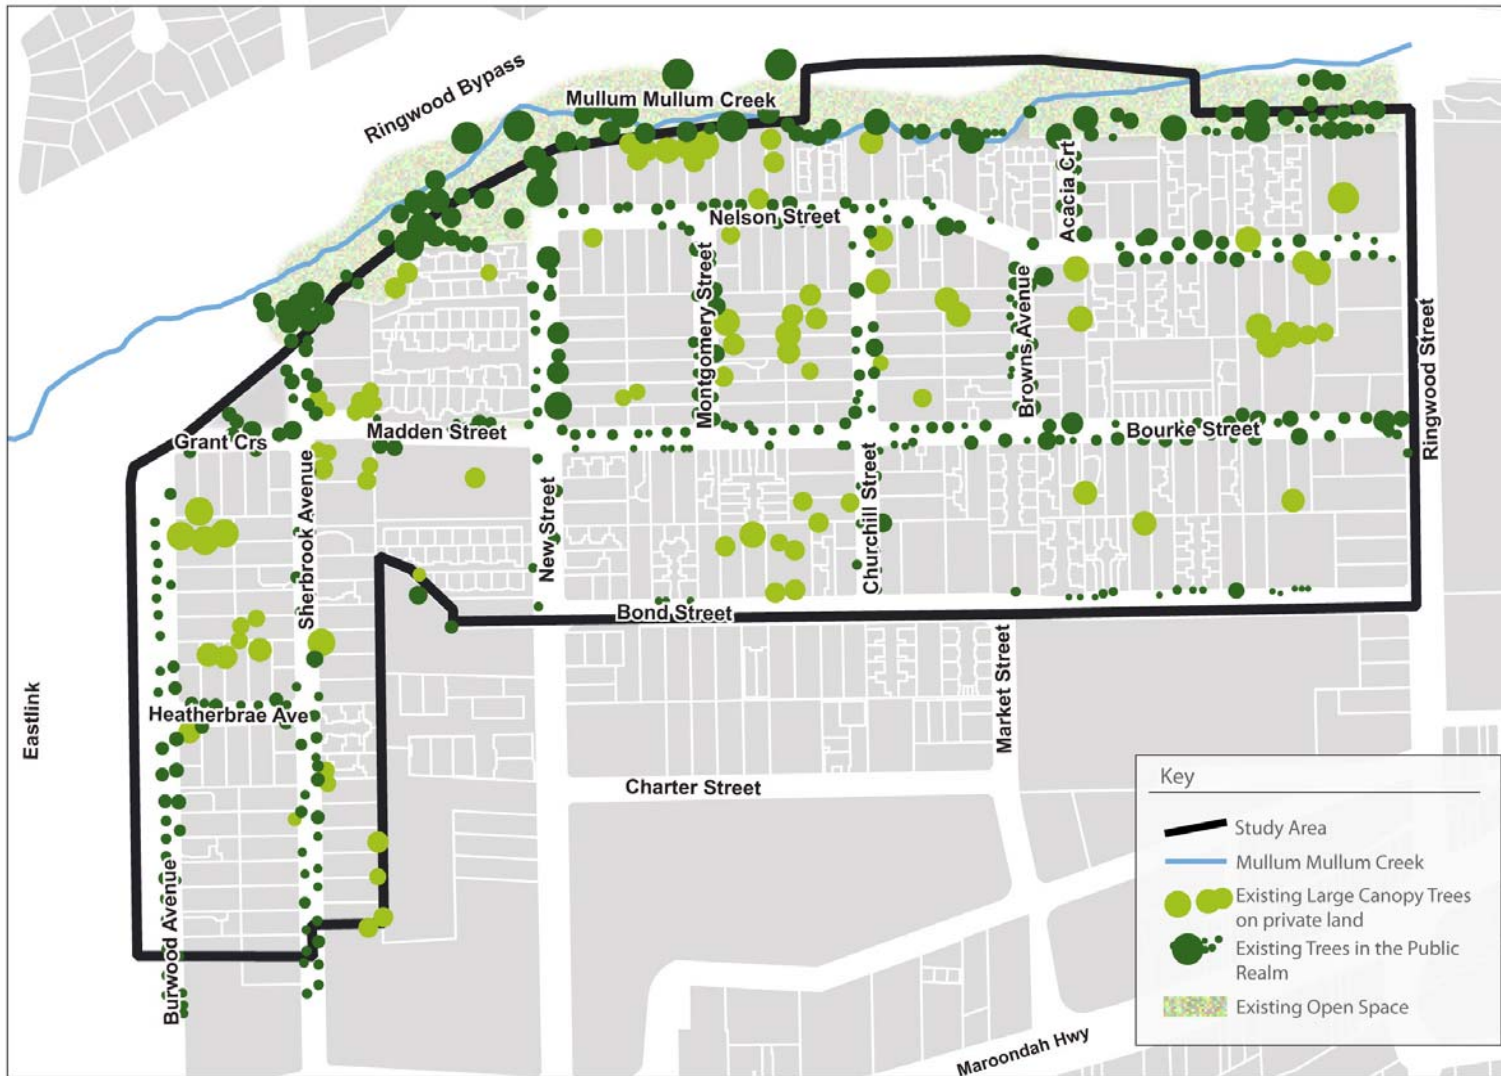 Ringwood Bypass
Mullum Mullum Creek
Nelson Street
Acacia Crt
Montgomery Street
Browns Avenue
Ringwood Street
Grant Crs
Madden Street
Bourke Street
Sherbrook Avenue
New Street
Churchill Street
Bond Street
Eastlink
Heatherbrae Ave
Market Street
Charter Street
Burwood Avenue
Maroondah Hwy
Key
Study Area
Mullum Mullum Creek
Existing Large Canopy Trees
on private land
Existing Trees in the Public
Realm
Existing Open Space